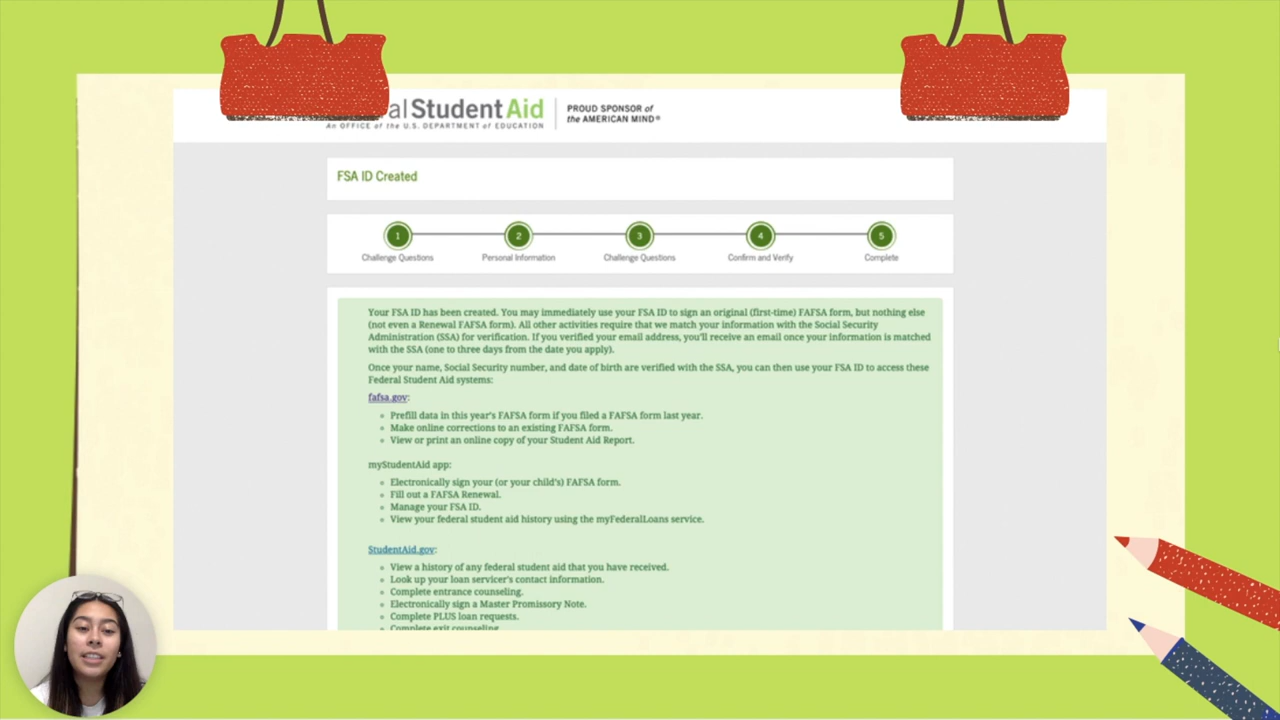 al StudentAid
An OFFICE of the U.S. DEPARTMENT of EDUCATION
PROUD SPONSOR of
the AMERICAN MIND®
FSA ID Created
1
2
3
4
5
Challenge Questions
Personal Information
Challenge Questions
Confirm and Verify
Complete
Your FSA ID has been created. You may immediately use your FSA ID to sign an original (first-time) FAFSA form, but nothing else
(not even a Renewal FAFSA form). All other activities require that we match your information with the Social Security
Administration (SSA) for verification. If you verified your email address, you'll receive an email once your information is matched
with the SSA (one to three days from the date you apply).
Once your name, Social Security number, and date of birth are verified with the SSA, you can then use your FSA ID to access these
Federal Student Aid systems:
fafsa.gov:
Prefill data in this year's FAFSA form if you filed a FAFSA form last year.
Make online corrections to an existing FAFSA form.
View or print an online copy of your Student Aid Report.
myStudentAid app:
Electronically sign your (or your child's) FAFSA form.
Fill out a FAFSA Renewal.
Manage your FSA ID.
View your federal student aid history using the myFederalLoans service.
StudentAid.gov:
View a history of any federal student aid that you have received.
Look up your loan servicer's contact information.
Complete entrance counseling.
Electronically sign a Master Promissory Note.
Complete PLUS loan requests.
Complete exit counseling.